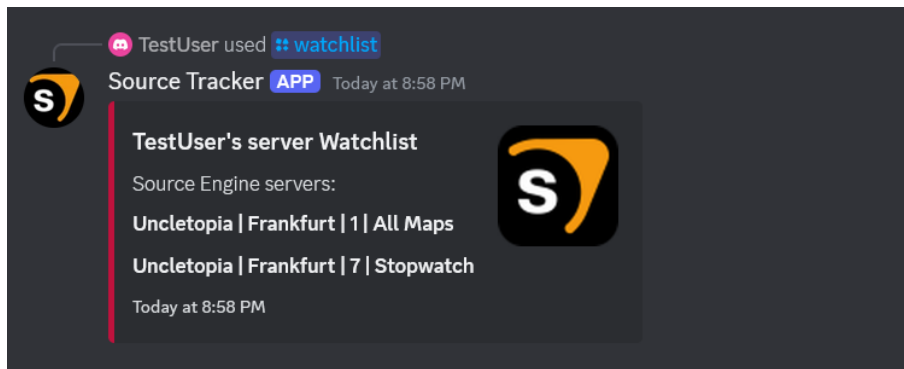 TestUser used watchlist
Source Tracker APP Today at 8:58 PM
TestUser's server Watchlist
Source Engine servers:
Uncletopia | Frankfurt | 1 | All Maps
Uncletopia | Frankfurt | 7 | Stopwatch
Today at 8:58 PM
S
S